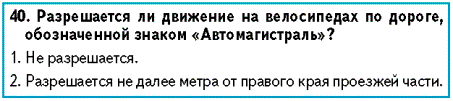 40. Разрешается ли движение на велосипедах по дороге,
обозначенной знаком «Автомагистраль»?
1. Не разрешается.
2. Разрешается не далее метра от правого края проезжей части.